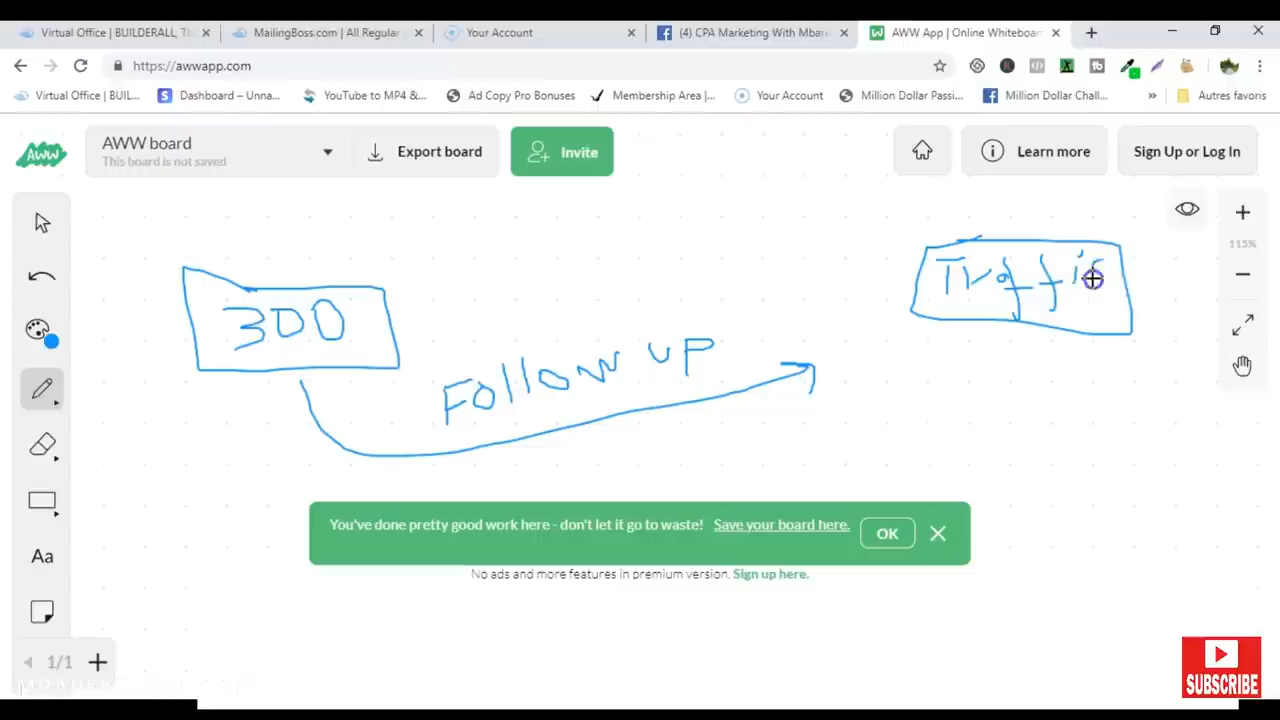 Virtual Office | BUILDERALL, Th
MailingBoss.com | All Regular
Your Account
(4) CPA Marketing With Mbar
AWW App | Online Whiteboar
https://awwapp.com
Virtual Office | BUIL...
Dashboard – Unna...
YouTube to MP4 &...
Ad Copy Pro Bonuses
Membership Area |...
Your Account
Million Dollar Passi...
Million Dollar Chall...
Autres favoris
AWW
AWW board
This board is not saved
Export board
Invite
Learn more
Sign Up or Log In
113%
300
Follow UP
Traffic
You've done pretty good work here - don't let it go to waste! Save your board here.
OK
No ads and more features in premium version. Sign up here.
Aa
1/1
SUBSCRIBE